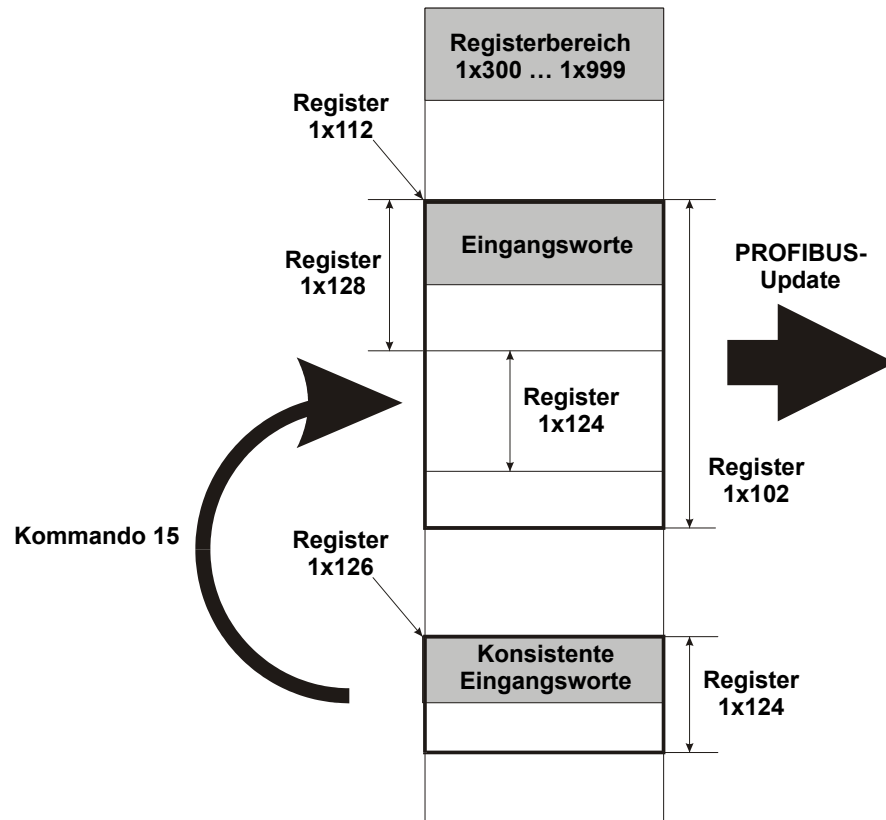 Registerbereich
1x300 … 1x999
Register
1x112
Eingangsworte
Register
1x128
PROFIBUS-
Update
Register
1x124
Register
1x102
Kommando 15
Register
1x126
Konsistente
Eingangsworte
Register
1x124